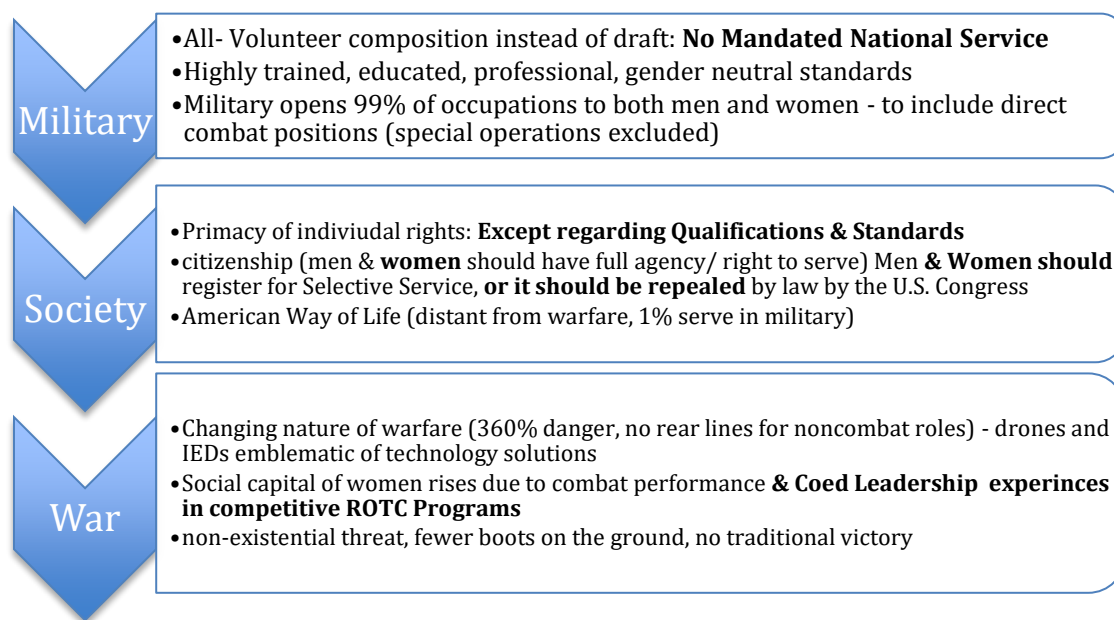 Military
•All- Volunteer composition instead of draft: No Mandated National Service
•Highly trained, educated, professional, gender neutral standards
•Military opens 99% of occupations to both men and women - to include direct
combat positions (special operations excluded)
Society
•Primacy of indiviudal rights: Except regarding Qualifications & Standards
•citizenship (men & women should have full agency/ right to serve) Men & Women should
register for Selective Service, or it should be repealed by law by the U.S. Congress
•American Way of Life (distant from warfare, 1% serve in military)
War
•Changing nature of warfare (360% danger, no rear lines for noncombat roles) - drones and
IEDs emblematic of technology solutions
•Social capital of women rises due to combat performance & Coed Leadership experinces
in competitive ROTC Programs
•non-existential threat, fewer boots on the ground, no traditional victory